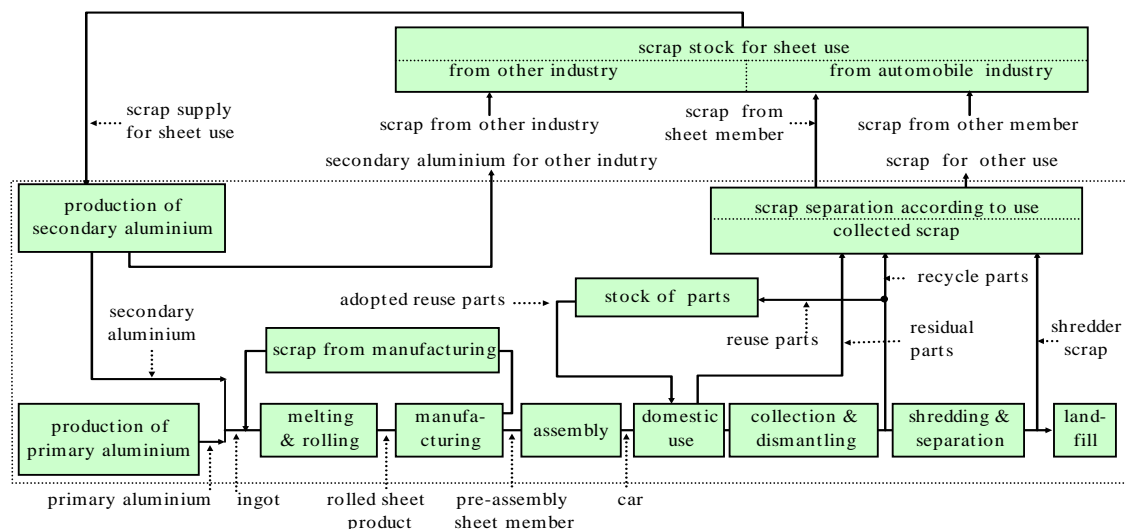 scrap stock for sheet use
from other industry
from automobile industry
scrap supply
for sheet use
scrap from other industry
scrap from
sheet member
scrap from other member
secondary aluminium for other indutry
scrap for other use
production of
secondary aluminium
scrap separation according to use
collected scrap
recycle parts
adopted reuse parts
stock of parts
secondary
aluminium
reuse parts
residual
parts
shredder
scrap
scrap from manufacturing
production of
primary aluminium
melting
& rolling
manufa-
cturing
assembly
domestic
use
collection &
dismantling
shredding &
separation
land-
fill
primary aluminium
ingot
rolled sheet
product
pre-assembly
sheet member
car